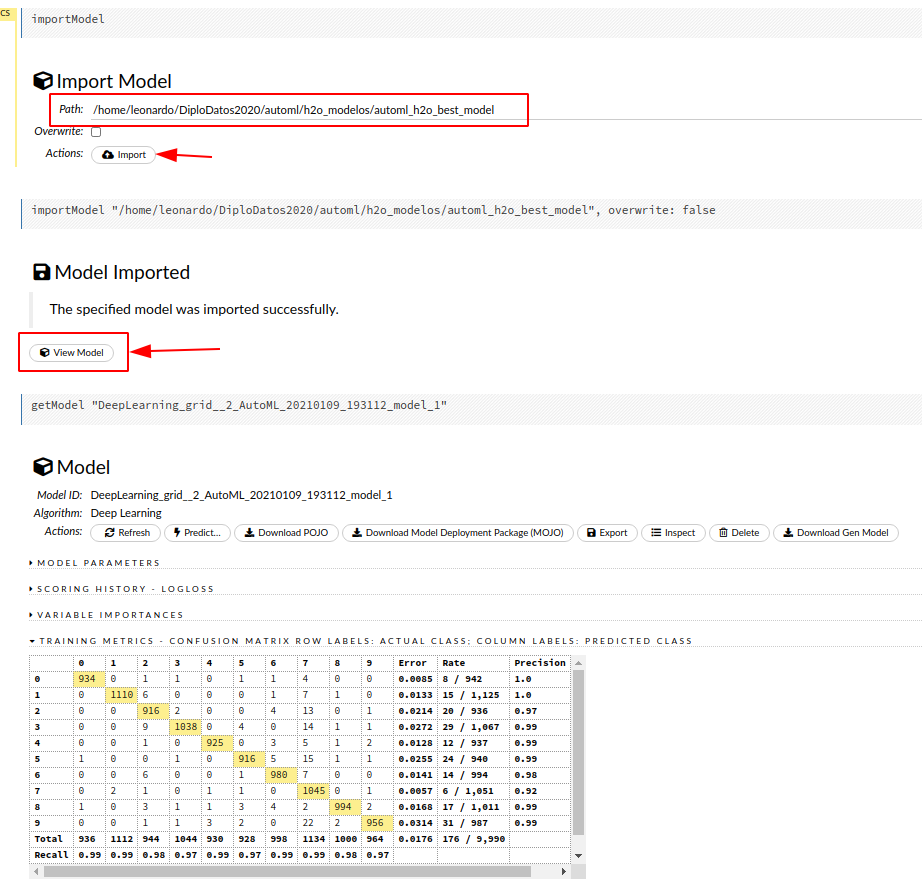 CS
importModel
Import Model
Path: /home/leonardo/DiploDatos2020/automl/h2o_modelos/automl_h2o_best_model
Overwrite:
Actions: Import
importModel "/home/leonardo/DiploDatos2020/automl/h2o_modelos/automl_h2o_best_model", overwrite: false
Model Imported
The specified model was imported successfully.
View Model
getModel "DeepLearning_grid__2_AutoML_20210109_193112_model_1"
Model
Model ID: DeepLearning_grid__2_AutoML_20210109_193112_model_1
Algorithm: Deep Learning
Actions: Refresh Predict... Download POJO Download Model Deployment Package (MOJO) Export Inspect Delete Download Gen Model
MODEL PARAMETERS
SCORING HISTORY - LOGLOSS
VARIABLE IMPORTANCES
TRAINING METRICS - CONFUSION MATRIX ROW LABELS: ACTUAL CLASS; COLUMN LABELS: PREDICTED CLASS
0 1 2 3 4 5 6 7 8 9 Error Rate Precision
0 934 0 1 1 0 1 1 4 0 0 0.0085 8 / 942 1.0
1 0 1110 6 0 0 0 1 7 1 0 0.0133 15 / 1,125 1.0
2 0 0 916 2 0 0 4 13 0 1 0.0214 20 / 936 0.97
3 0 0 9 1038 0 4 0 14 1 1 0.0272 29 / 1,067 0.99
4 0 0 1 0 925 0 3 5 1 2 0.0128 12 / 937 0.99
5 1 0 0 1 0 916 5 15 1 1 0.0255 24 / 940 0.99
6 0 0 6 0 0 1 980 7 0 0 0.0141 14 / 994 0.98
7 0 2 1 0 1 1 0 1045 0 1 0.0057 6 / 1,051 0.92
8 1 0 3 1 1 3 4 2 994 2 0.0168 17 / 1,011 0.99
9 0 0 1 1 3 2 0 22 2 956 0.0314 31 / 987 0.99
Total 936 1112 944 1044 930 928 998 1134 1000 964 0.0176 176 / 9,990
Recall 0.99 0.99 0.98 0.97 0.99 0.97 0.99 0.99 0.98 0.97